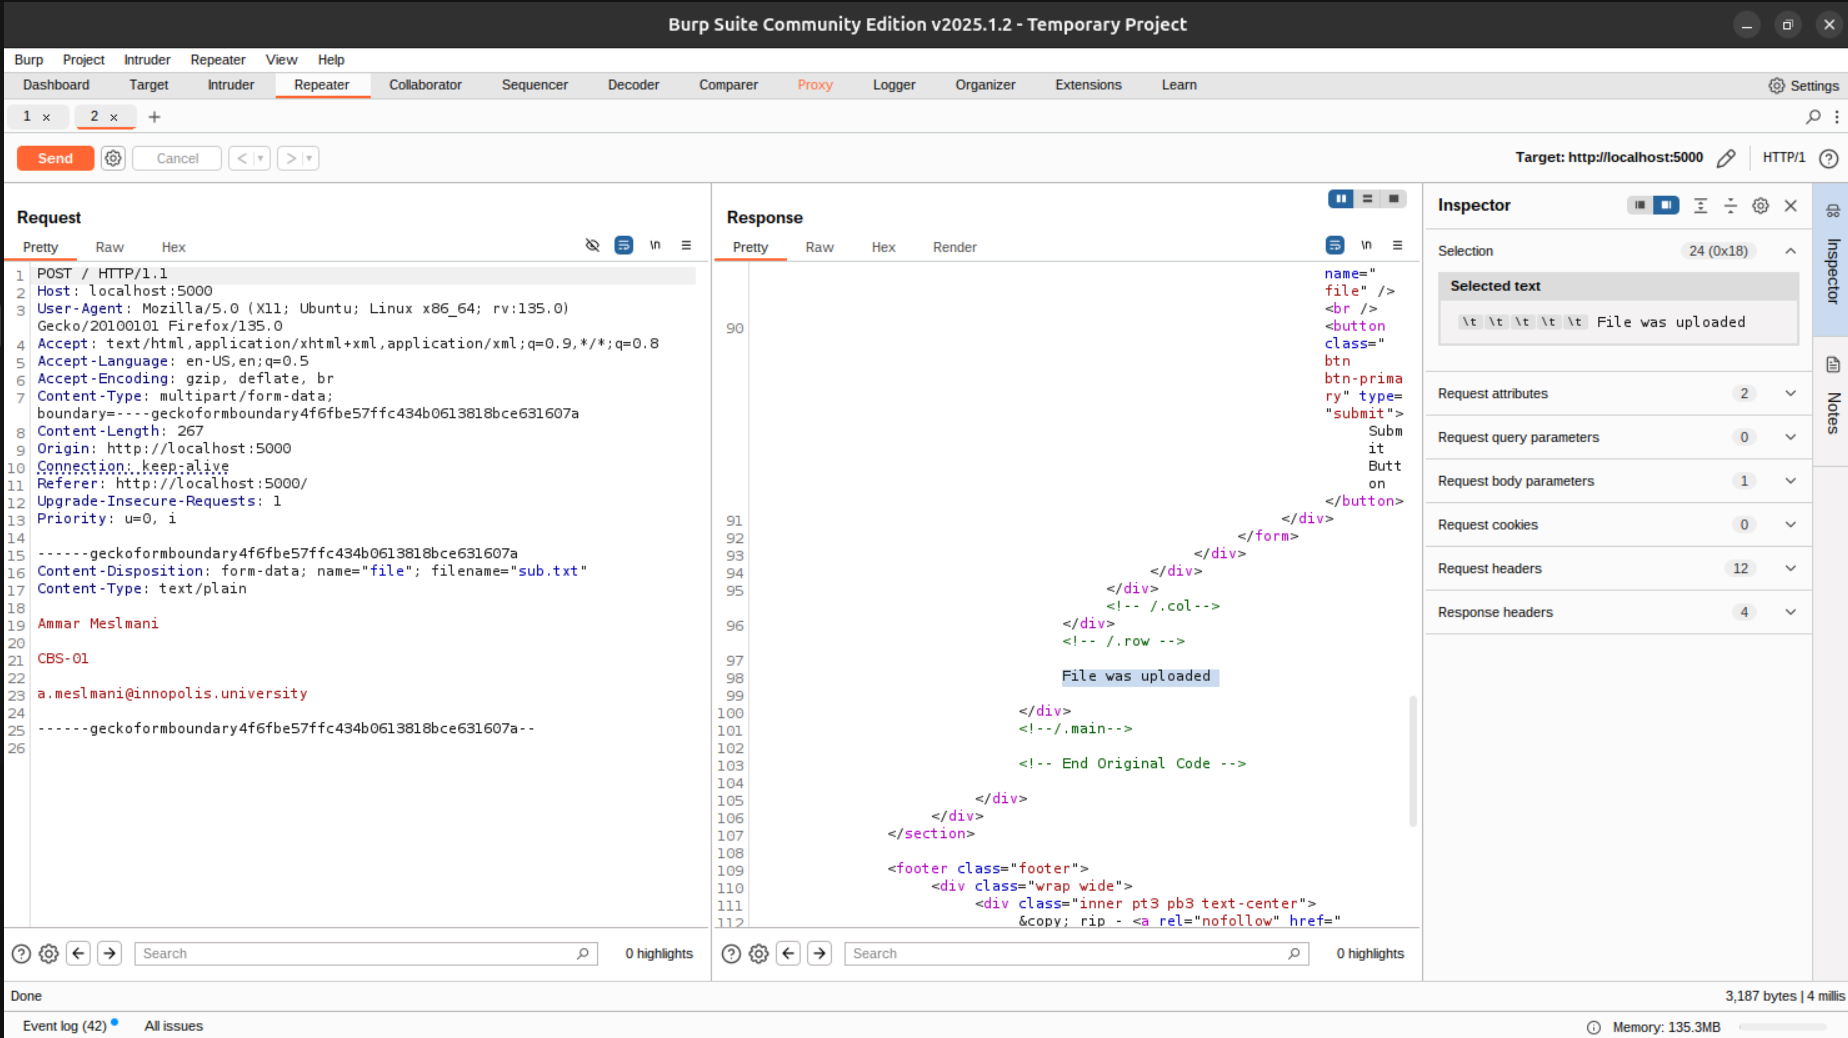 Burp Suite Community Edition v2025.1.2 - Temporary Project
Burp Project Intruder Repeater View Help
Dashboard Target Intruder Repeater Collaborator Sequencer Decoder Comparer Proxy Logger Organizer Extensions Learn Settings
1 × 2 × +
Send Cancel < > Target: http://localhost:5000 HTTP/1
Request
Pretty Raw Hex \n
1 POST / HTTP/1.1
2 Host: localhost:5000
3 User-Agent: Mozilla/5.0 (X11; Ubuntu; Linux x86_64; rv:135.0)
Gecko/20100101 Firefox/135.0
4 Accept: text/html,application/xhtml+xml,application/xml;q=0.9,*/*;q=0.8
5 Accept-Language: en-US,en;q=0.5
6 Accept-Encoding: gzip, deflate, br
7 Content-Type: multipart/form-data;
boundary=----geckoformboundary4f6fbe57ffc434b0613818bce631607a
8 Content-Length: 267
9 Origin: http://localhost:5000
10 Connection: keep-alive
11 Referer: http://localhost:5000/
12 Upgrade-Insecure-Requests: 1
13 Priority: u=0, i
14
15 ------geckoformboundary4f6fbe57ffc434b0613818bce631607a
16 Content-Disposition: form-data; name="file"; filename="sub.txt"
17 Content-Type: text/plain
18
19 Ammar Meslmani
20
21 CBS-01
22
23 a.meslmani@innopolis.university
24
25 ------geckoformboundary4f6fbe57ffc434b0613818bce631607a--
26
Search 0 highlights
Response
Pretty Raw Hex Render \n
name="
file" />
<br />
90 <button
class="
btn
btn-prima
ry" type=
"submit">
Subm
it
Butt
on
</button>
91 </div>
92 </form>
93 </div>
94 </div>
95 </div>
<!-- /.col-->
96 </div>
<!-- /.row -->
97
98 File was uploaded
99
100 </div>
101 <!--/.main-->
102
103 <!-- End Original Code -->
104
105 </div>
106 </div>
107 </section>
108
109 <footer class="footer">
110 <div class="wrap wide">
111 <div class="inner pt3 pb3 text-center">
112 &copy; rip - <a rel="nofollow" href="
Search 0 highlights
Inspector
Selection 24 (0x18)
Selected text
\t \t \t \t \t File was uploaded
Request attributes 2
Request query parameters 0
Request body parameters 1
Request cookies 0
Request headers 12
Response headers 4
Inspector
Notes
Done 3,187 bytes | 4 millis
Event log (42) All issues Memory: 135.3MB